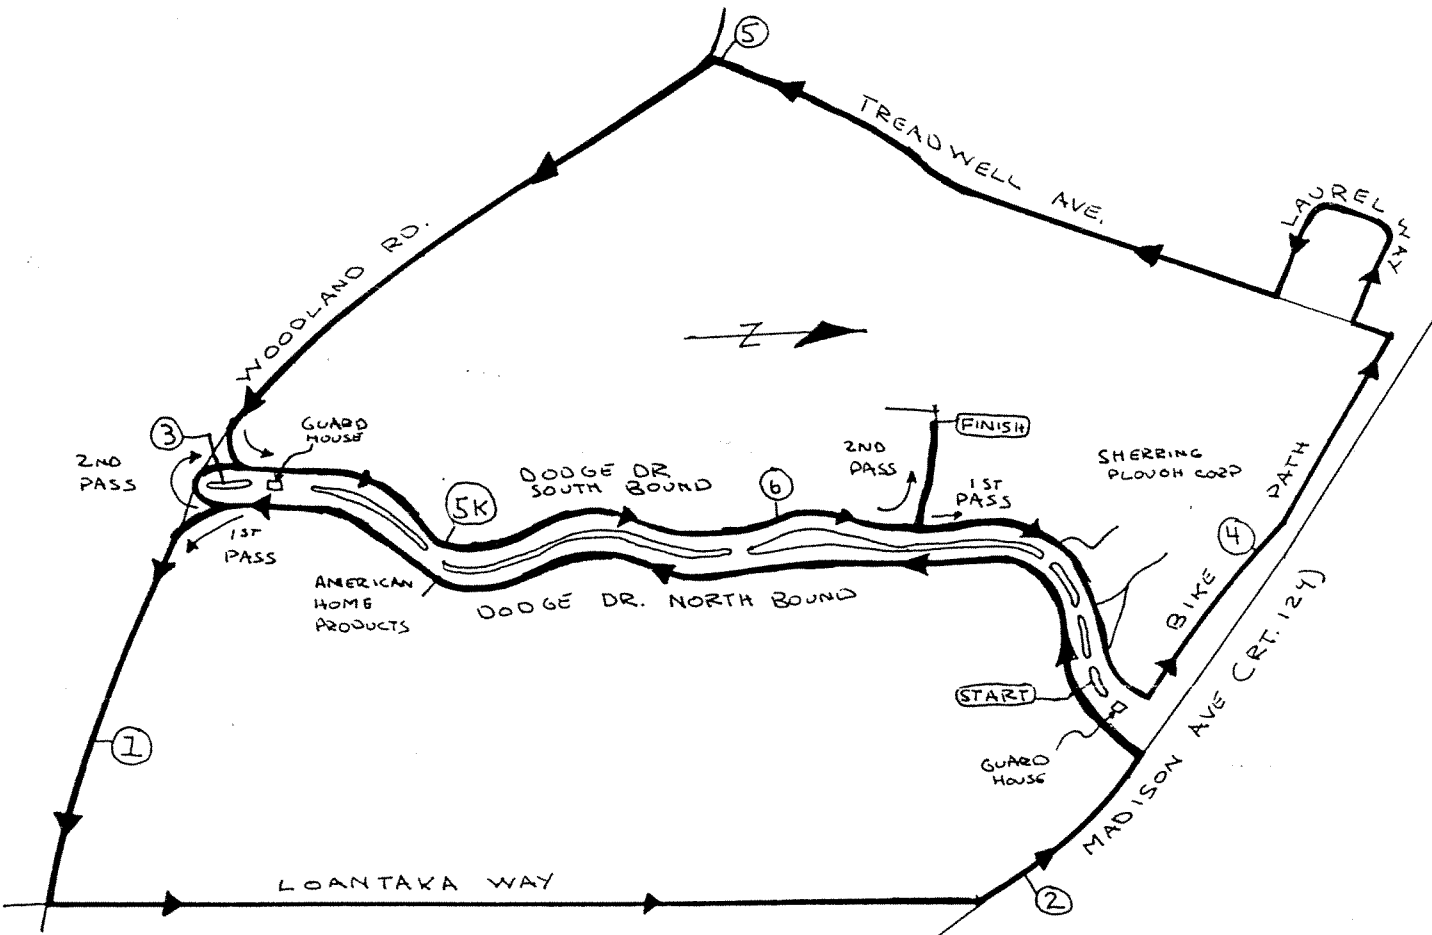 5
TREADWELL AVE.
LAUREL WAY
WOODLAND RD.
Z
3
GUARD
HOUSE
2ND
PASS
1ST
PASS
DODGE DR
SOUTH BOUND
5K
6
2ND
PASS
FINISH
1ST
PASS
SHERRING
PLOUGH CORP
BIKE PATH
4
AMERICAN
HOME
PRODUCTS
DODGE DR. NORTH BOUND
START
GUARD
HOUSE
MADISON AVE (RT. 124)
1
LOANTAKA WAY
2